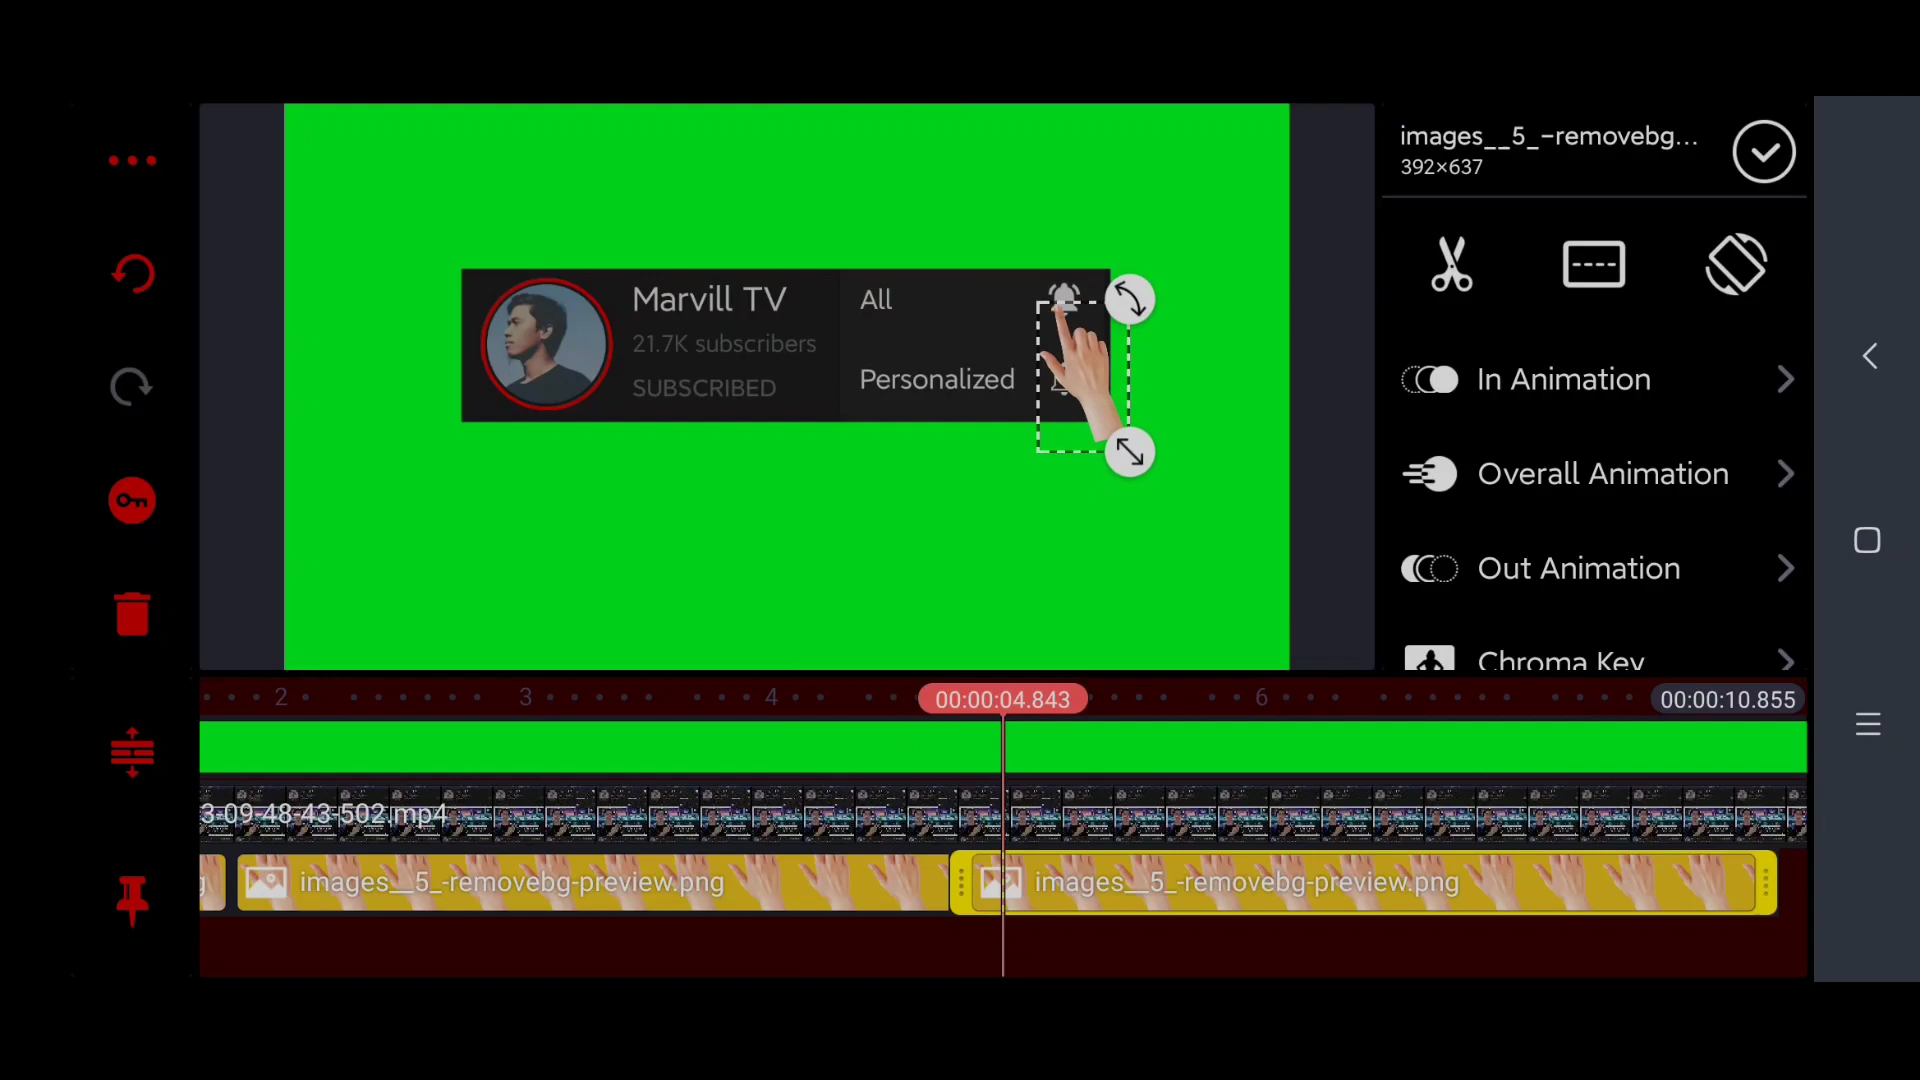 images__5_-removebg...
392×637
Marvill TV
21.7K subscribers
SUBSCRIBED
All
Personalized
In Animation
Overall Animation
Out Animation
Chroma Key
2
3
4
00:00:04.843
6
00:00:10.855
3-09-48-43-502.mp4
g
images__5_-removebg-preview.png
images__5_-removebg-preview.png